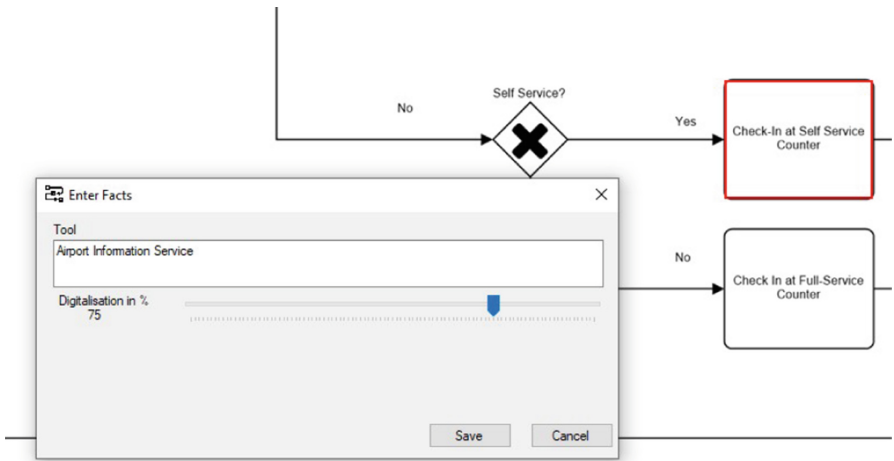 Self Service?
No
Yes
Check-In at Self Service
Counter
Enter Facts
Tool
Airport Information Service
Digitalisation in %
75
No
Check In at Full-Service
Counter
Save
Cancel